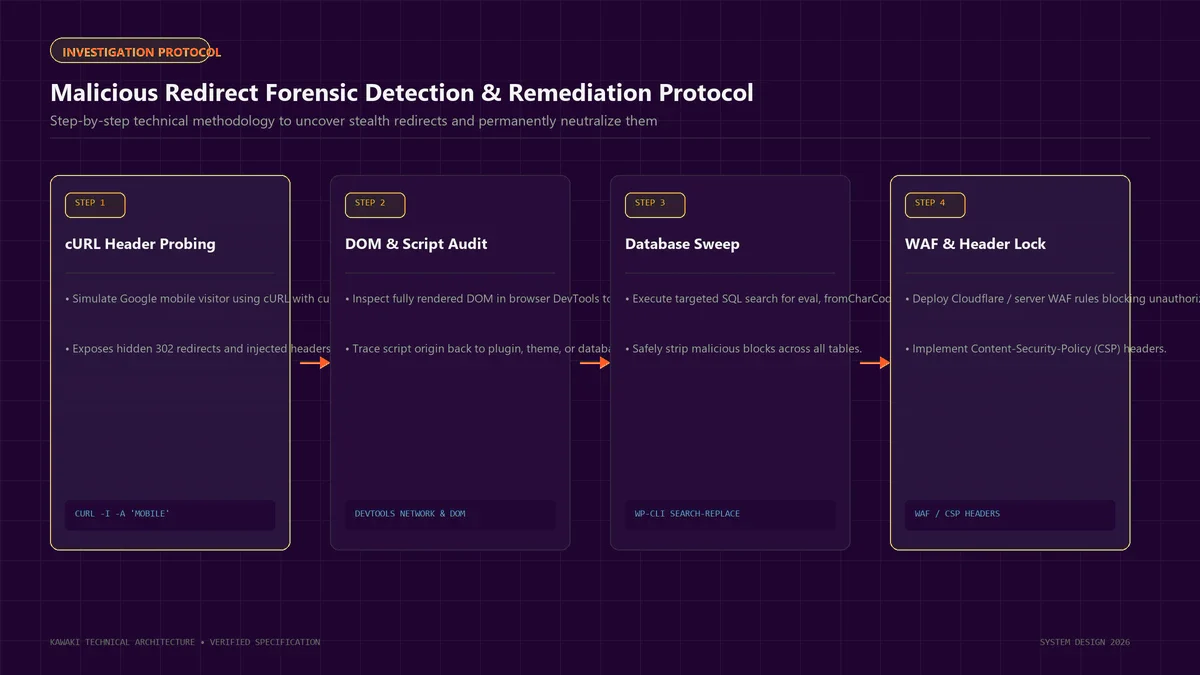 INVESTIGATION PROTOCOL
Malicious Redirect Forensic Detection & Remediation Protocol
Step-by-step technical methodology to uncover stealth redirects and permanently neutralize them
STEP 1
cURL Header Probing
• Simulate Google mobile visitor using cURL with
• Exposes hidden 302 redirects and injected headers
CURL -I -A 'MOBILE'
STEP 2
DOM & Script Audit
• Inspect fully rendered DOM in browser DevTools
• Trace script origin back to plugin, theme, or
DEVTOOLS NETWORK & DOM
STEP 3
Database Sweep
• Execute targeted SQL search for eval,
• Safely strip malicious blocks across all tables.
WP-CLI SEARCH-REPLACE
STEP 4
WAF & Header Lock
• Deploy Cloudflare / server WAF rules blocking
• Implement Content-Security-Policy (CSP) headers.
WAF / CSP HEADERS
KAWAKI TECHNICAL ARCHITECTURE • VERIFIED SPECIFICATION
SYSTEM DESIGN 2026